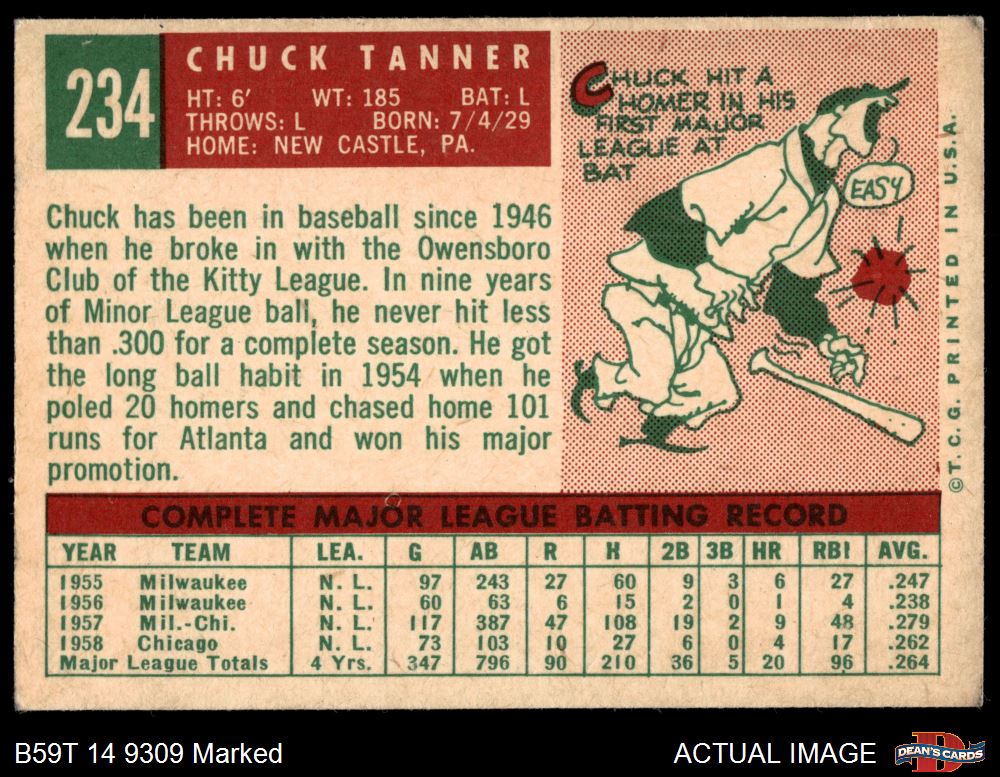 234
CHUCK TANNER
HT: 6' WT: 185 BAT: L
THROWS: L BORN: 7/4/29
HOME: NEW CASTLE, PA.
CHUCK HIT A
HOMER IN HIS
FIRST MAJOR
LEAGUE AT
BAT
EASY
Chuck has been in baseball since 1946
when he broke in with the Owensboro
Club of the Kitty League. In nine years
of Minor League ball, he never hit less
than .300 for a complete season. He got
the long ball habit in 1954 when he
poled 20 homers and chased home 101
runs for Atlanta and won his major
promotion.
©T. C. G. PRINTED IN U.S.A.
COMPLETE MAJOR LEAGUE BATTING RECORD
YEAR TEAM LEA. G AB R H 2B 3B HR RBI AVG.
1955 Milwaukee N. L. 97 243 27 60 9 3 6 27 .247
1956 Milwaukee N. L. 60 63 6 15 2 0 1 4 .238
1957 Mil.-Chi. N. L. 117 387 47 108 19 2 9 48 .279
1958 Chicago N. L. 73 103 10 27 6 0 4 17 .262
Major League Totals 4 Yrs. 347 796 90 210 36 5 20 96 .264
B59T 14 9309 Marked
ACTUAL IMAGE
DEAN'S CARDS